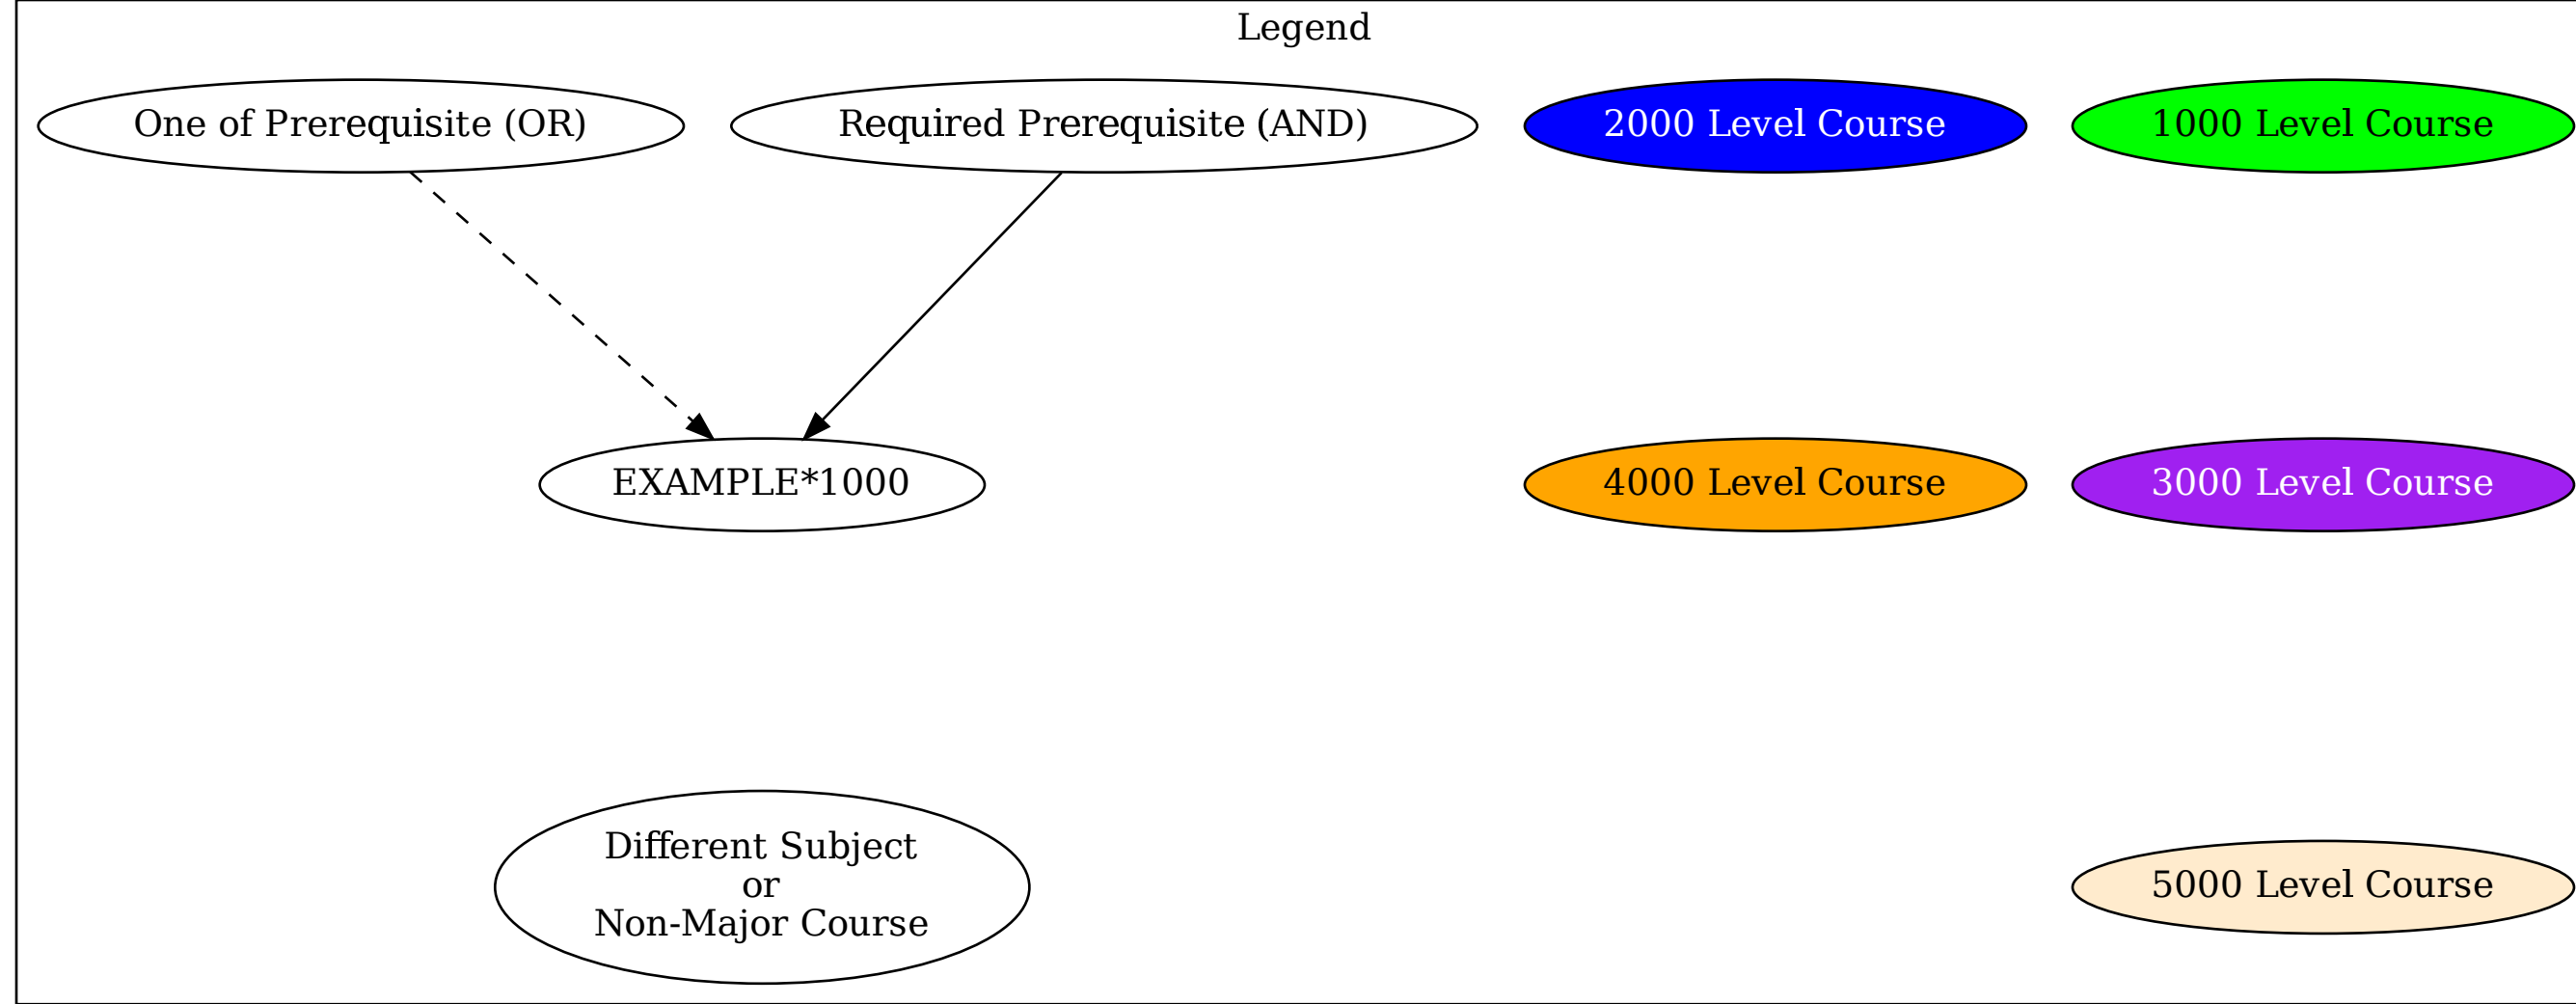 Legend
One of Prerequisite (OR)
Required Prerequisite (AND)
2000 Level Course
1000 Level Course
EXAMPLE*1000
4000 Level Course
3000 Level Course
Different Subject
or
Non-Major Course
5000 Level Course